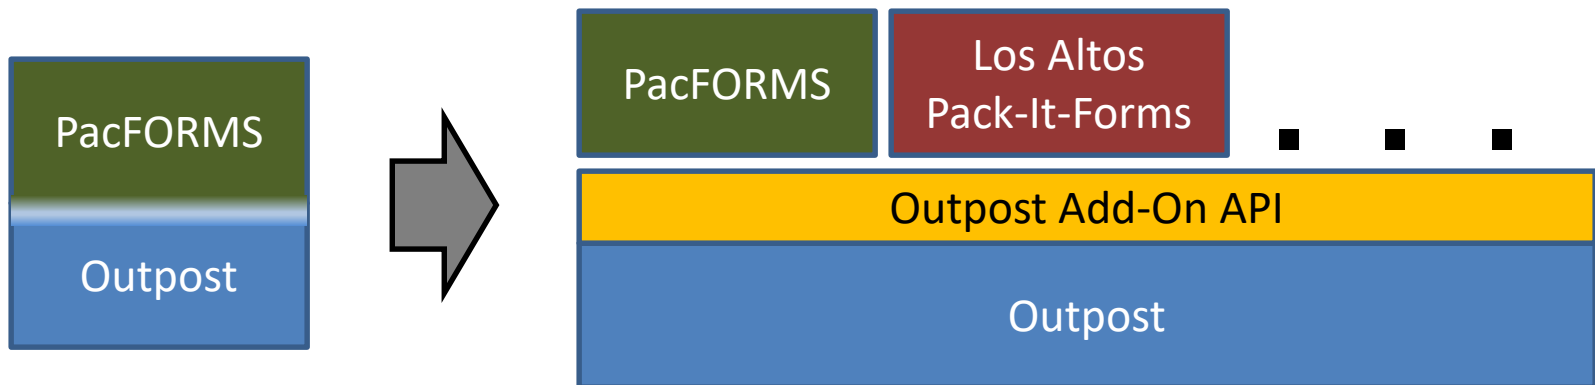 PacFORMS
Outpost
PacFORMS
Los Altos
Pack-It-Forms
Outpost Add-On API
Outpost